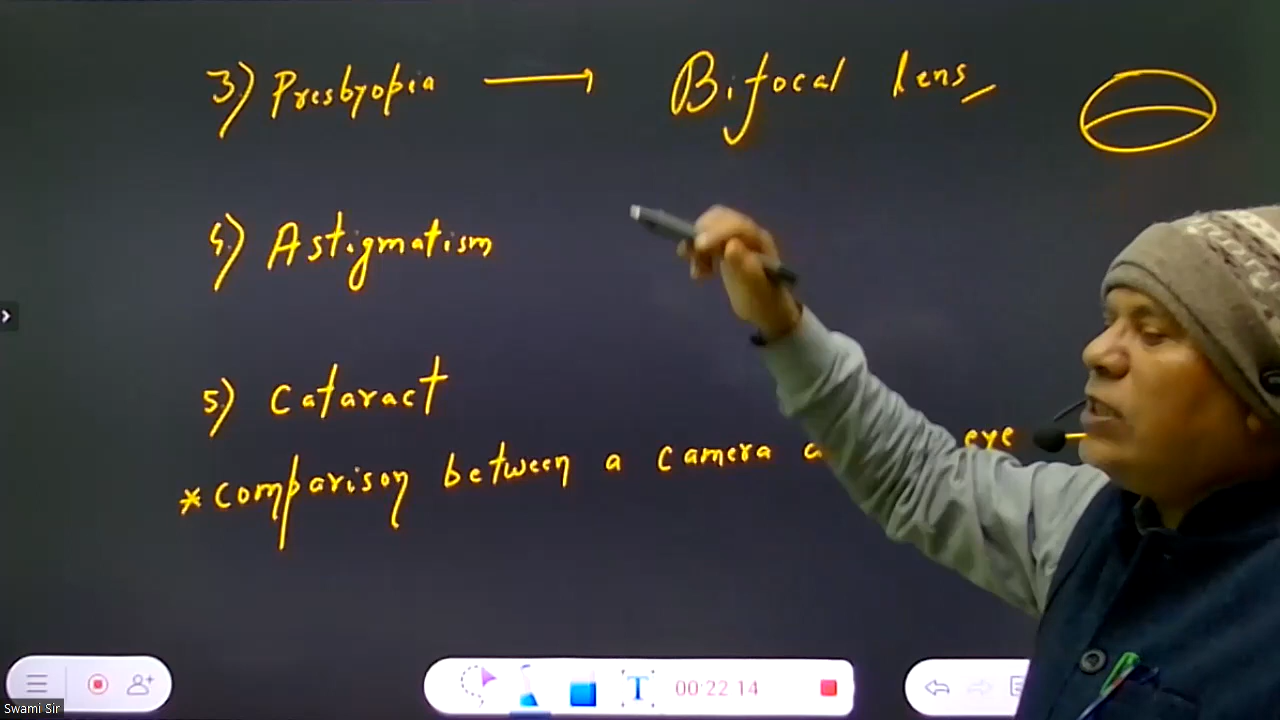 3) Presbyopia → Bifocal lens,
4) Astigmatism
5) Cataract
* Comparison between a camera a eye
T 00:22:14
Swami Sir